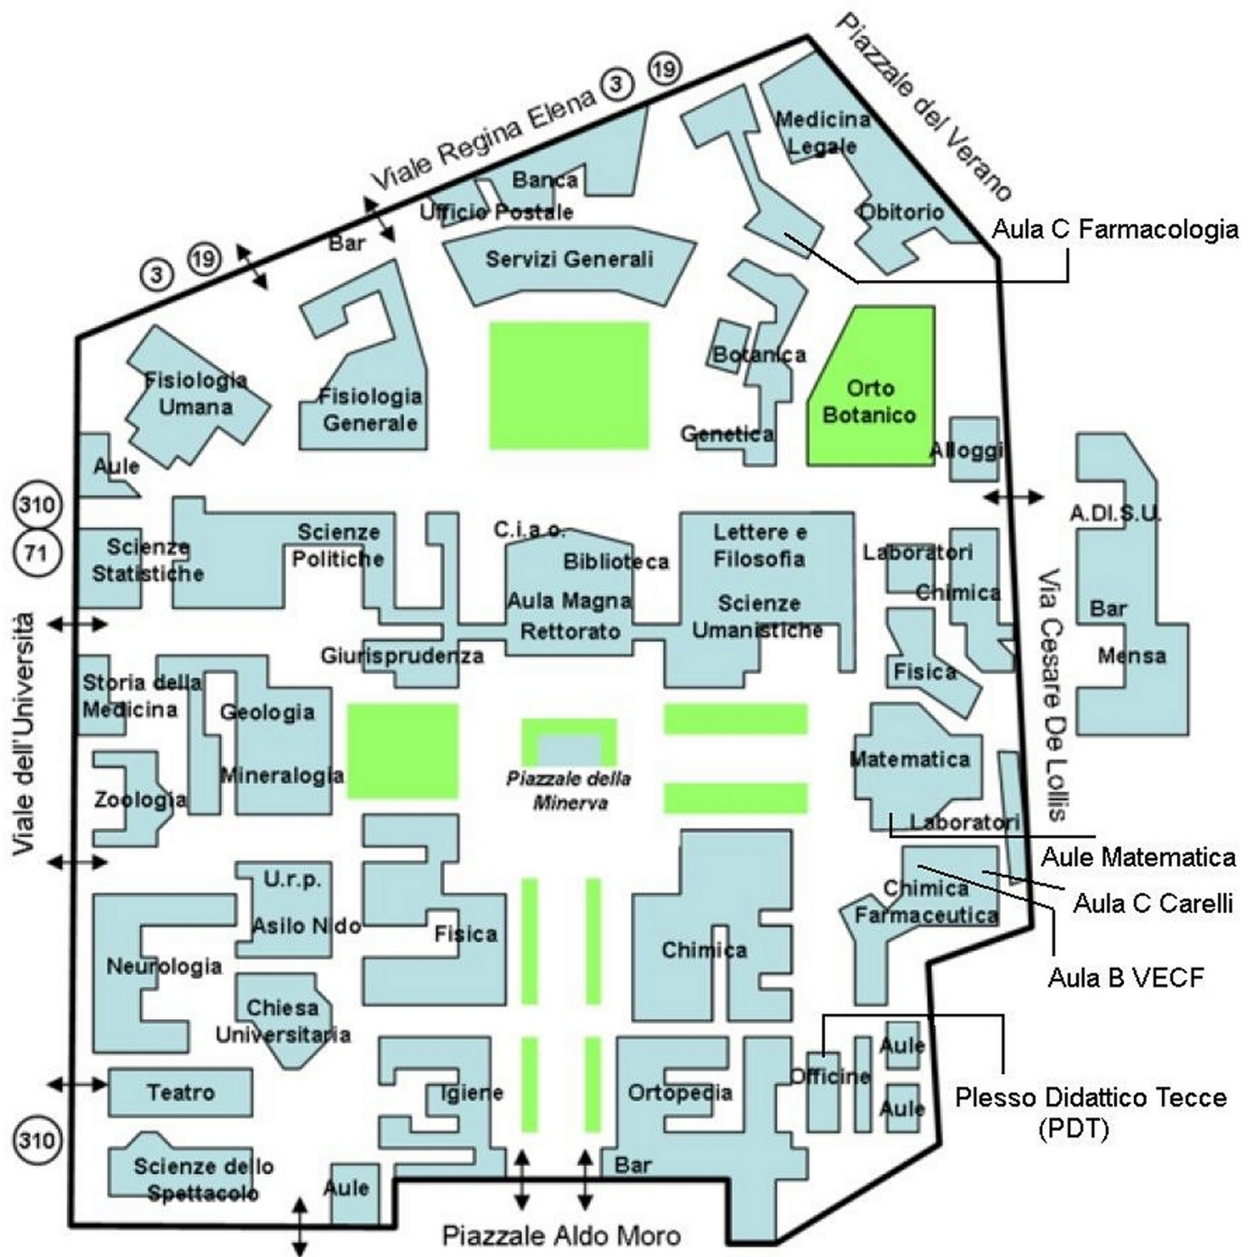 Piazzale del Verano
3
19
Viale Regina Elena
Medicina
Legale
Banca
Ufficio Postale
Obitorio
Aula C Farmacologia
Bar
Servizi Generali
3
19
Botanica
Fisiologia
Umana
Fisiologia
Generale
Orto
Botanico
Genetica
Alloggi
Aule
310
71
A.DI.S.U.
Scienze
Statistiche
Scienze
Politiche
C.i.a.o.
Biblioteca
Lettere e
Filosofia
Laboratori
Chimica
Aula Magna
Rettorato
Scienze
Umanistiche
Bar
Mensa
Via Cesare De Lollis
Viale dell'Università
Giurisprudenza
Fisica
Storia della
Medicina
Geologia
Mineralogia
Zoologia
Piazzale della
Minerva
Matematica
Laboratori
Aule Matematica
U.r.p.
Asilo Nido
Chimica
Farmaceutica
Aula C Carelli
Fisica
Chimica
Neurologia
Aula B VECF
Chiesa
Universitaria
Aule
Officine
Teatro
Igiene
Ortopedia
Aule
Plesso Didattico Tecce
(PDT)
310
Scienze dello
Spettacolo
Aule
Bar
Piazzale Aldo Moro